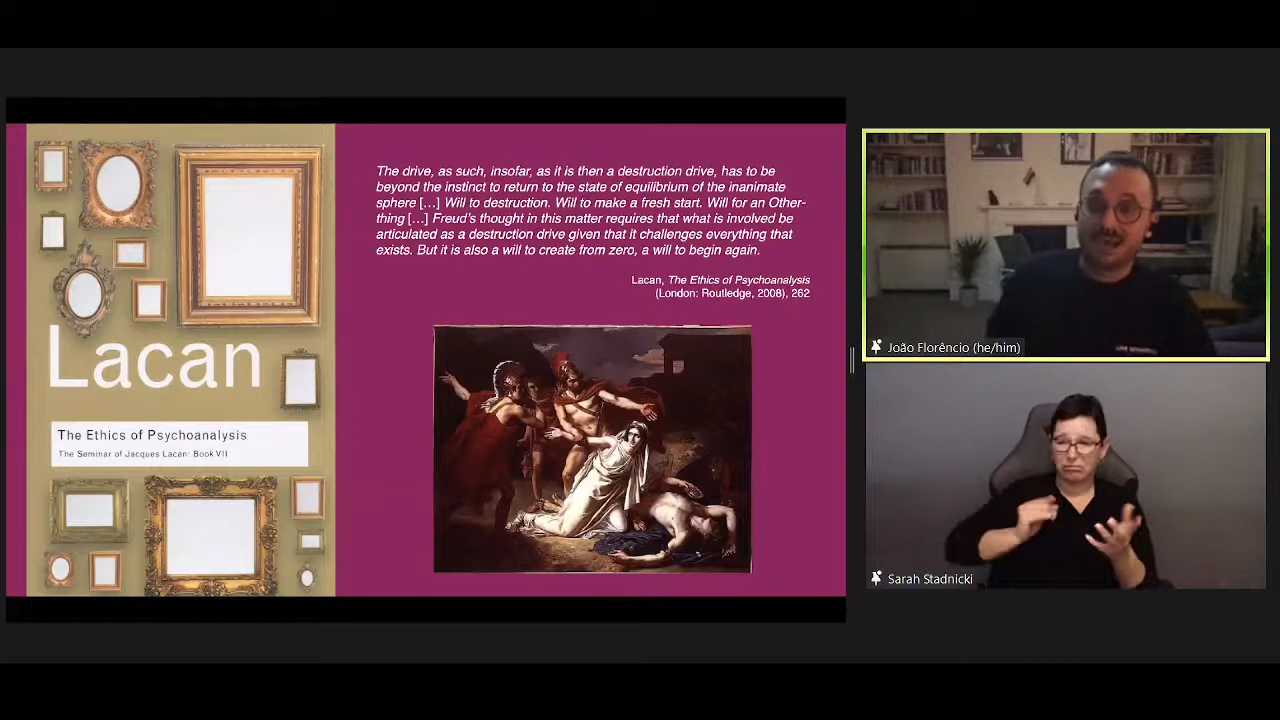 Lacan
The Ethics of Psychoanalysis
The Seminar of Jacques Lacan: Book VII
The drive, as such, insofar, as it is then a destruction drive, has to be
beyond the instinct to return to the state of equilibrium of the inanimate
sphere [...] Will to destruction. Will to make a fresh start. Will for an Other-
thing [...] Freud's thought in this matter requires that what is involved be
articulated as a destruction drive given that it challenges everything that
exists. But it is also a will to create from zero, a will to begin again.
Lacan, The Ethics of Psychoanalysis
(London: Routledge, 2008), 262
João Florêncio (he/him)
Sarah Stadnicki